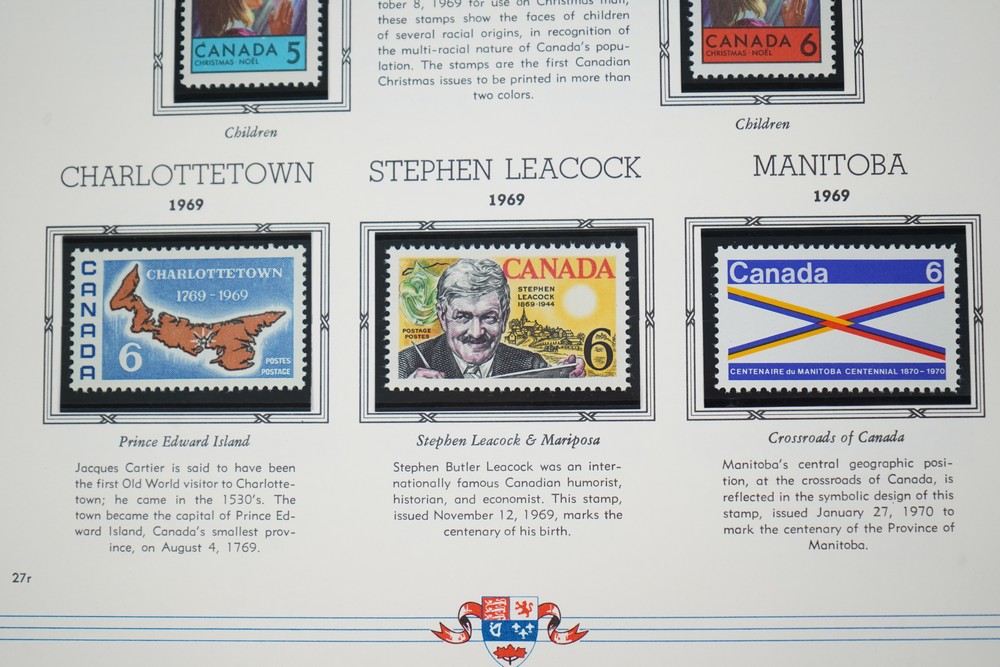 CANADA 5
CHRISTMAS·NOËL
tober 8, 1969 for use on Christmas mail,
these stamps show the faces of children
of several racial origins, in recognition of
the multi-racial nature of Canada's popu-
lation. The stamps are the first Canadian
Christmas issues to be printed in more than
two colors.
CANADA 6
CHRISTMAS·NOËL
Children
Children
CHARLOTTETOWN
1969
CANADA
CHARLOTTETOWN
1769-1969
6
POSTES
POSTAGE
Prince Edward Island
Jacques Cartier is said to have been
the first Old World visitor to Charlotte-
town; he came in the 1530's. The
town became the capital of Prince Ed-
ward Island, Canada's smallest prov-
ince, on August 4, 1769.
STEPHEN LEACOCK
1969
CANADA
STEPHEN
LEACOCK
1869-1944
POSTAGE
POSTES
6
Stephen Leacock & Mariposa
Stephen Butler Leacock was an inter-
nationally famous Canadian humorist,
historian, and economist. This stamp,
issued November 12, 1969, marks the
centenary of his birth.
MANITOBA
1969
Canada 6
CENTENAIRE du MANITOBA CENTENNIAL 1870-1970
Crossroads of Canada
Manitoba's central geographic posi-
tion, at the crossroads of Canada, is
reflected in the symbolic design of this
stamp, issued January 27, 1970 to
mark the centenary of the Province of
Manitoba.
27r